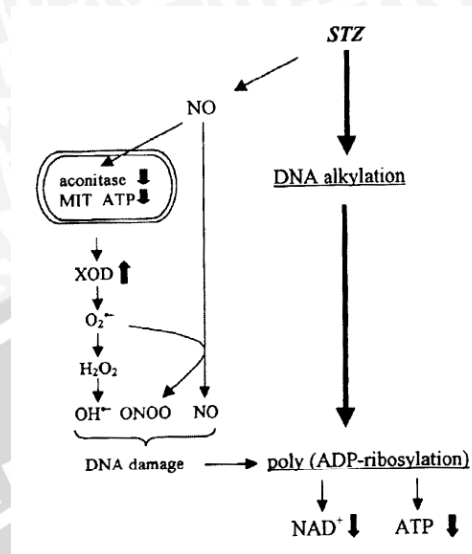 STZ
NO
aconitase
MIT ATP
DNA alkylation
XOD
O₂•⁻
H₂O₂
OH•⁻ ONOO NO
DNA damage
poly (ADP-ribosylation)
NAD⁺ ATP